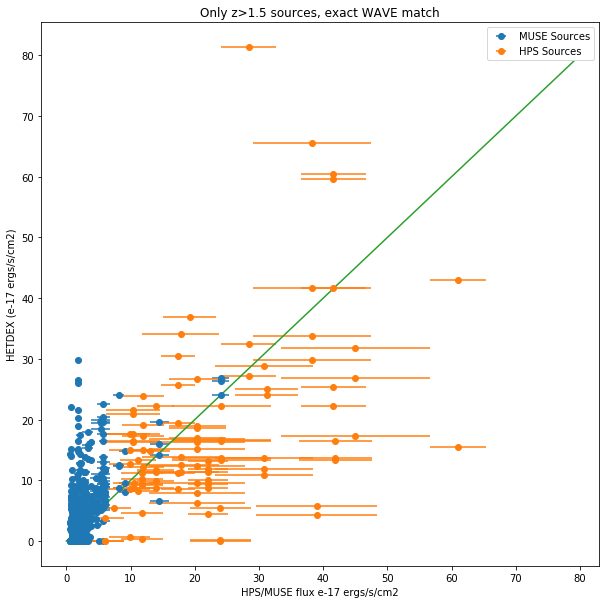 Only z>1.5 sources, exact WAVE match
MUSE Sources
HPS Sources
HETDEX (e-17 ergs/s/cm2)
80
70
60
50
40
30
20
10
0
0 10 20 30 40 50 60 70 80
HPS/MUSE flux e-17 ergs/s/cm2